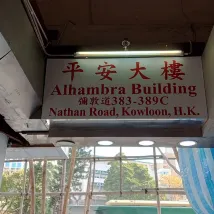 平安大樓
Alhambra Building
彌敦道383-389C
Nathan Road, Kowloon, H.K.